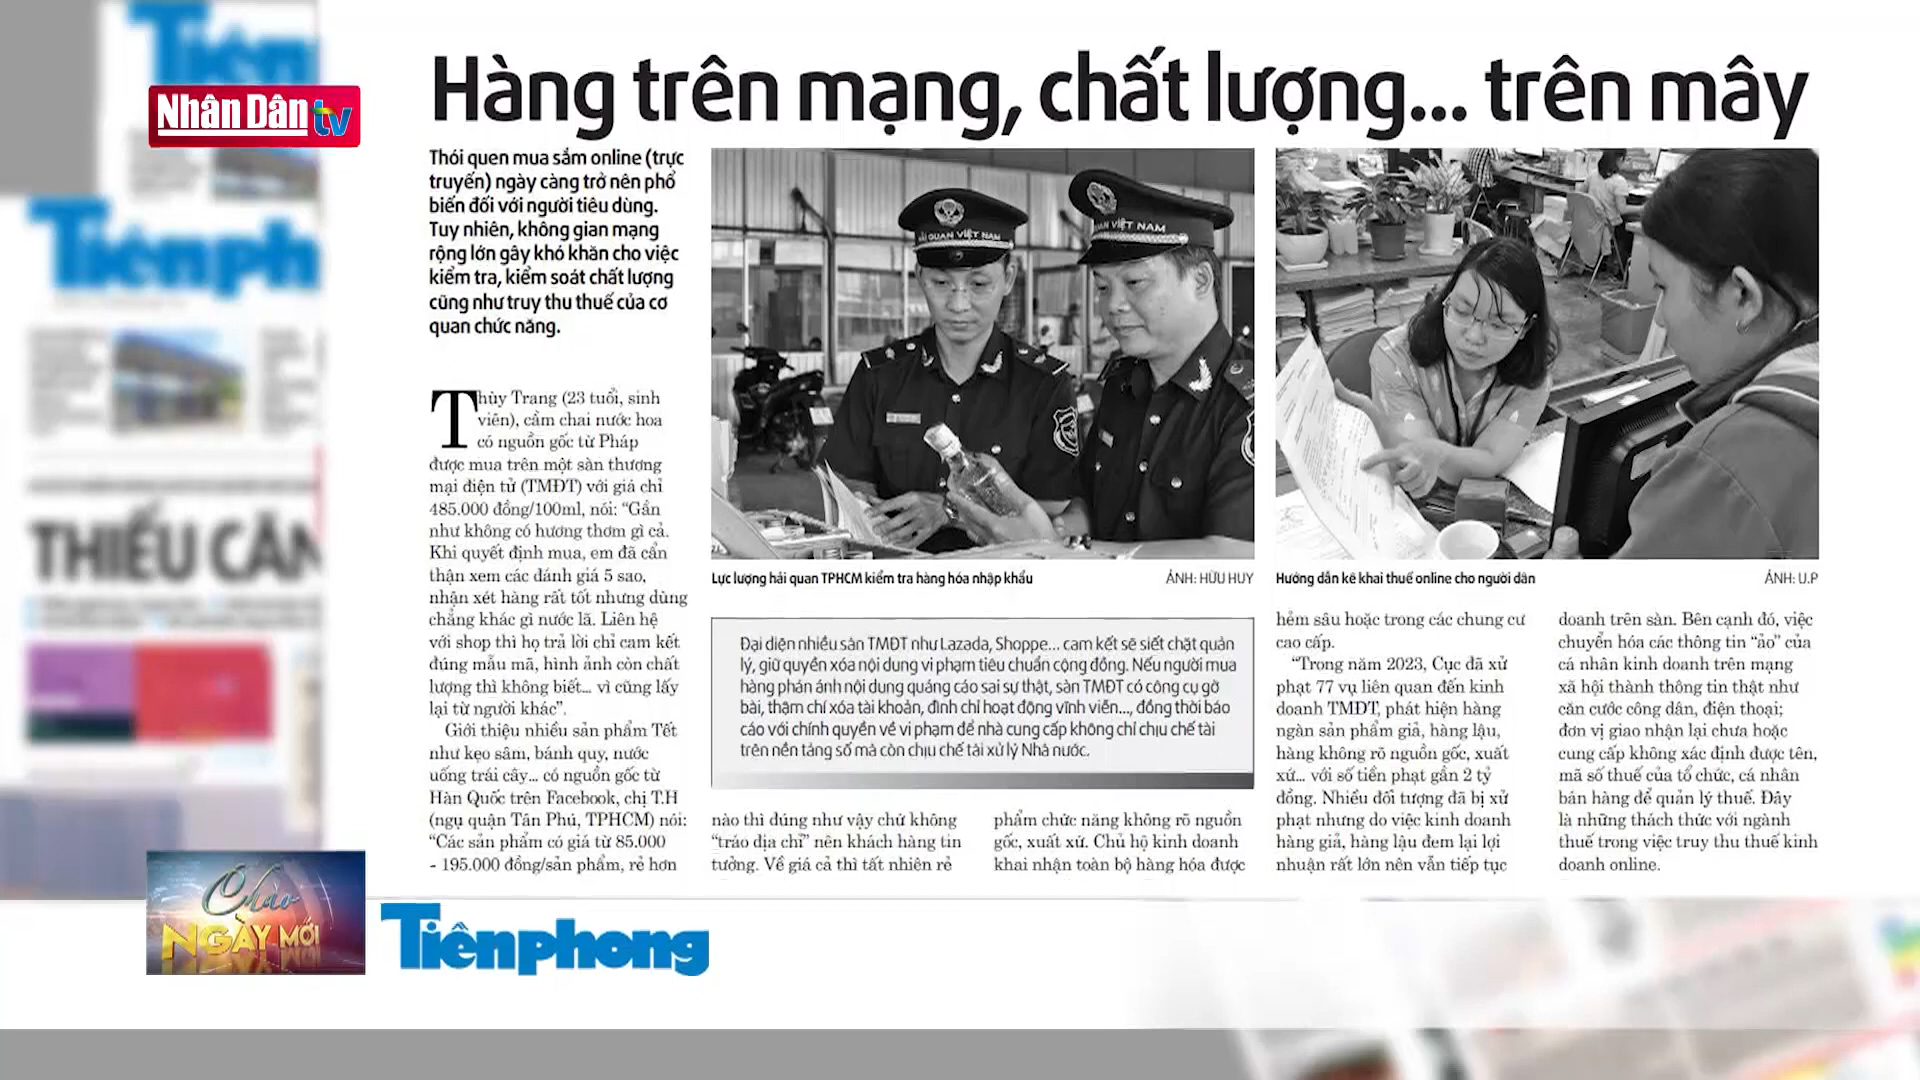 Tiền
Nhân Dân tv
Tiềnph
THIẾU CĂN
Hàng trên mạng, chất lượng... trên mây
Thói quen mua sắm online (trực
truyến) ngày càng trở nên phổ
biến đối với người tiêu dùng.
Tuy nhiên, không gian mạng
rộng lớn gây khó khăn cho việc
kiểm tra, kiểm soát chất lượng
cũng như truy thu thuế của cơ
quan chức năng.
Thùy Trang (23 tuổi, sinh
viên), cầm chai nước hoa
có nguồn gốc từ Pháp
được mua trên một sàn thương
mại điện tử (TMĐT) với giá chỉ
485.000 đồng/100ml, nói: “Gần
như không có hương thơm gì cả.
Khi quyết định mua, em đã cẩn
thận xem các đánh giá 5 sao,
nhận xét hàng rất tốt nhưng dùng
chẳng khác gì nước lã. Liên hệ
với shop thì họ trả lời chỉ cam kết
đúng mẫu mã, hình ảnh còn chất
lượng thì không biết... vì cũng lấy
lại từ người khác”.
Giới thiệu nhiều sản phẩm Tết
như kẹo sâm, bánh quy, nước
uống trái cây... có nguồn gốc từ
Hàn Quốc trên Facebook, chị T.H
(ngụ quận Tân Phú, TPHCM) nói:
“Các sản phẩm có giá từ 85.000
- 195.000 đồng/sản phẩm, rẻ hơn
HẢI QUAN VIỆT NAM
QUAN VIỆT NAM
Lực lượng hải quan TPHCM kiểm tra hàng hóa nhập khẩu
ẢNH: HỮU HUY
Hướng dẫn kê khai thuế online cho người dân
ẢNH: U.P
Đại diện nhiều sàn TMĐT như Lazada, Shoppe... cam kết sẽ siết chặt quản
lý, giữ quyền xóa nội dung vi phạm tiêu chuẩn cộng đồng. Nếu người mua
hàng phản ánh nội dung quảng cáo sai sự thật, sàn TMĐT có công cụ gỡ
bài, thậm chí xóa tài khoản, đình chỉ hoạt động vĩnh viễn..., đồng thời báo
cáo với chính quyền về vi phạm để nhà cung cấp không chỉ chịu chế tài
trên nền tảng số mà còn chịu chế tài xử lý Nhà nước.
nào thì đúng như vậy chứ không
“tráo địa chỉ” nên khách hàng tin
tưởng. Về giá cả thì tất nhiên rẻ
phẩm chức năng không rõ nguồn
gốc, xuất xứ. Chủ hộ kinh doanh
khai nhận toàn bộ hàng hóa được
hẻm sâu hoặc trong các chung cư
cao cấp.
“Trong năm 2023, Cục đã xử
phạt 77 vụ liên quan đến kinh
doanh TMĐT, phát hiện hàng
ngàn sản phẩm giả, hàng lậu,
hàng không rõ nguồn gốc, xuất
xứ... với số tiền phạt gần 2 tỷ
đồng. Nhiều đối tượng đã bị xử
phạt nhưng do việc kinh doanh
hàng giả, hàng lậu đem lại lợi
nhuận rất lớn nên vẫn tiếp tục
doanh trên sàn. Bên cạnh đó, việc
chuyển hóa các thông tin “ảo” của
cá nhân kinh doanh trên mạng
xã hội thành thông tin thật như
căn cước công dân, điện thoại;
đơn vị giao nhận lại chưa hoặc
cung cấp không xác định được tên,
mã số thuế của tổ chức, cá nhân
bán hàng để quản lý thuế. Đây
là những thách thức với ngành
thuế trong việc truy thu thuế kinh
doanh online.
Chào
NGÀY MỚI
Tiềnphong